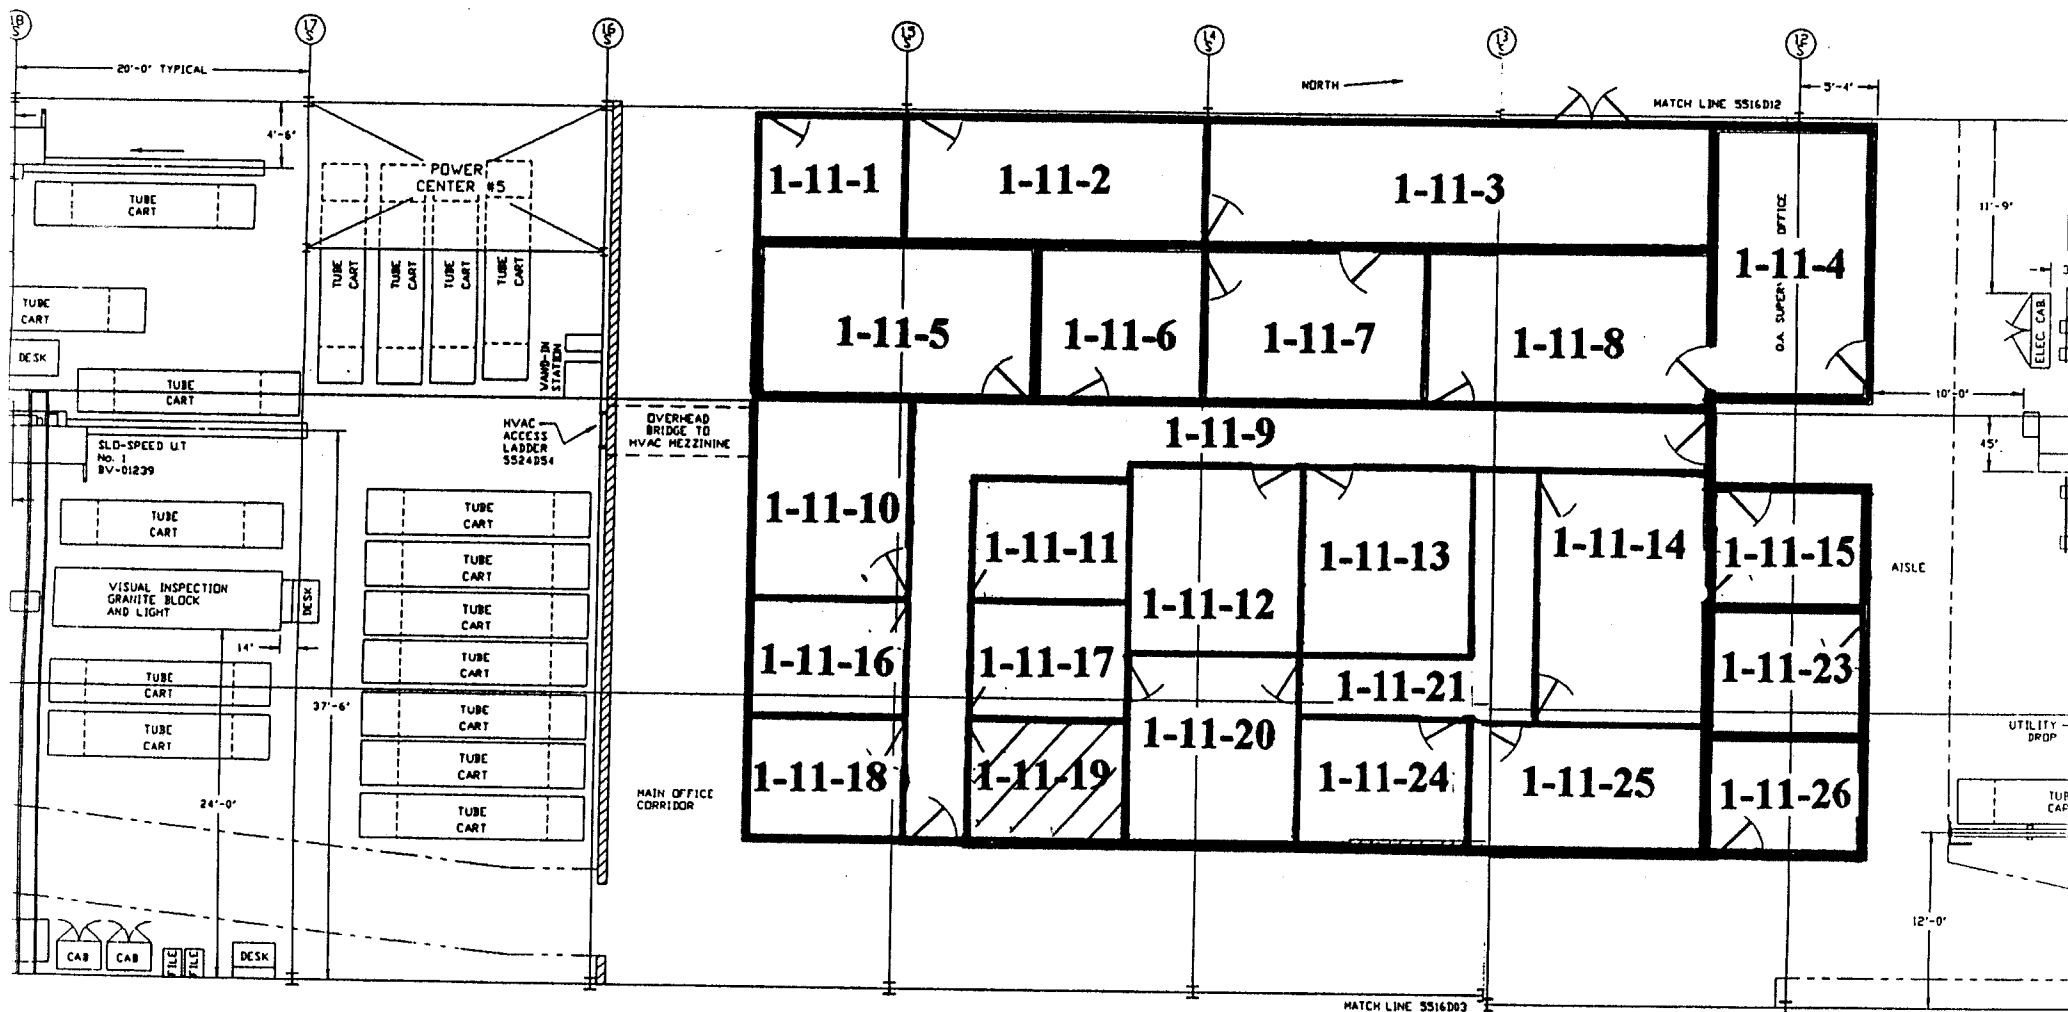 18
S
17
S
16
S
15
S
14
S
13
12
S
20'-0' TYPICAL
NORTH
MATCH LINE 5516D12
5'-4'
4'-6'
POWER
CENTER #5
TUBE
CART
1-11-1
1-11-2
1-11-3
1-11-4
Q.A SUPERV
OFFICE
11'-9'
TUBE
CART
TUBE
CART
TUBE
CART
TUBE
CART
TUBE
CART
DESK
TUBE
CART
STATION
1-11-5
1-11-6
1-11-7
1-11-8
ELEC. CAB.
10'-0'
HVAC
ACCESS
LADDER
5524D54
OVERHEAD
BRIDGE TO
HVAC MEZZININE
1-11-9
45'
SLO-SPEED U.T
No. 1
BV-01239
TUBE
CART
TUBE
CART
1-11-10
1-11-11
1-11-12
1-11-13
1-11-14
1-11-15
AISLE
TUBE
CART
VISUAL INSPECTION
GRANITE BLOCK
AND LIGHT
DESK
TUBE
CART
14'
TUBE
CART
1-11-16
1-11-17
1-11-21
1-11-23
TUBE
CART
37'-6'
TUBE
CART
TUBE
CART
1-11-20
UTILITY
DROP
TUBE
CART
1-11-18
1-11-19
1-11-24
1-11-25
1-11-26
24'-0'
TUBE
CART
MAIN OFFICE
CORRIDOR
12'-0'
CAB
CAB
FILE
FILE
DESK
MATCH LINE 5516D03